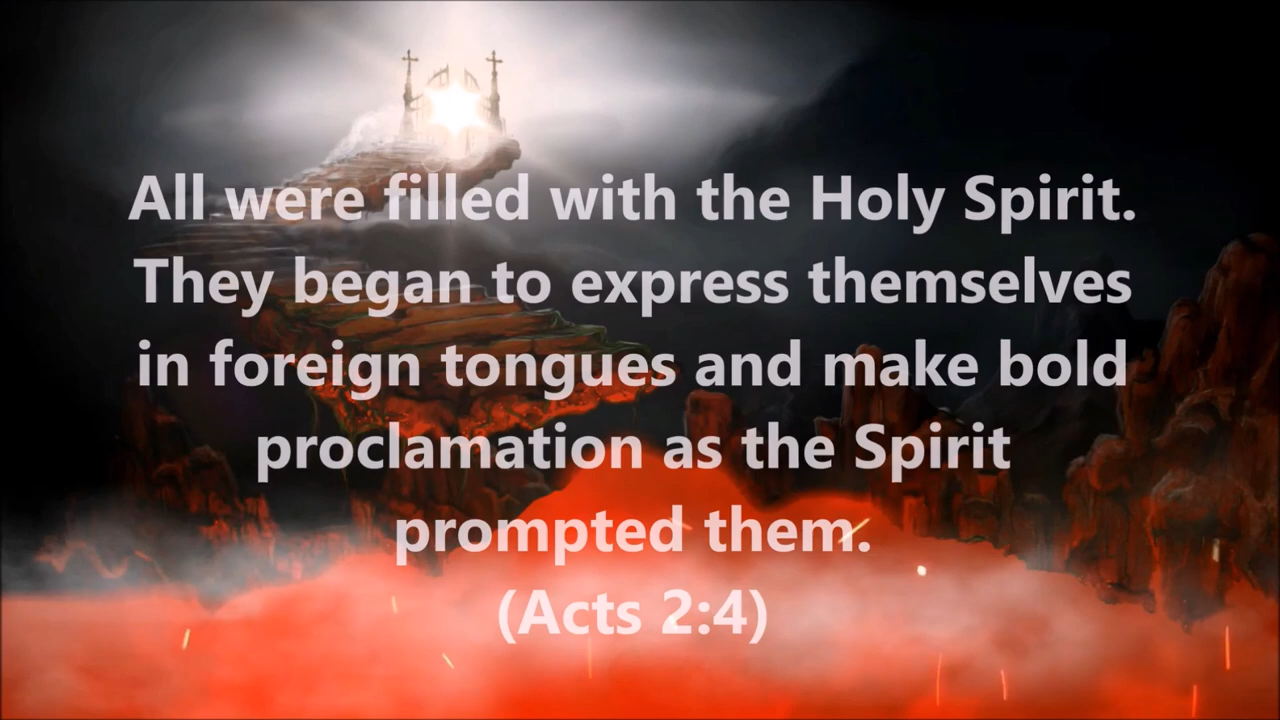 All were filled with the Holy Spirit.
They began to express themselves
in foreign tongues and make bold
proclamation as the Spirit
prompted them.
(Acts 2:4)